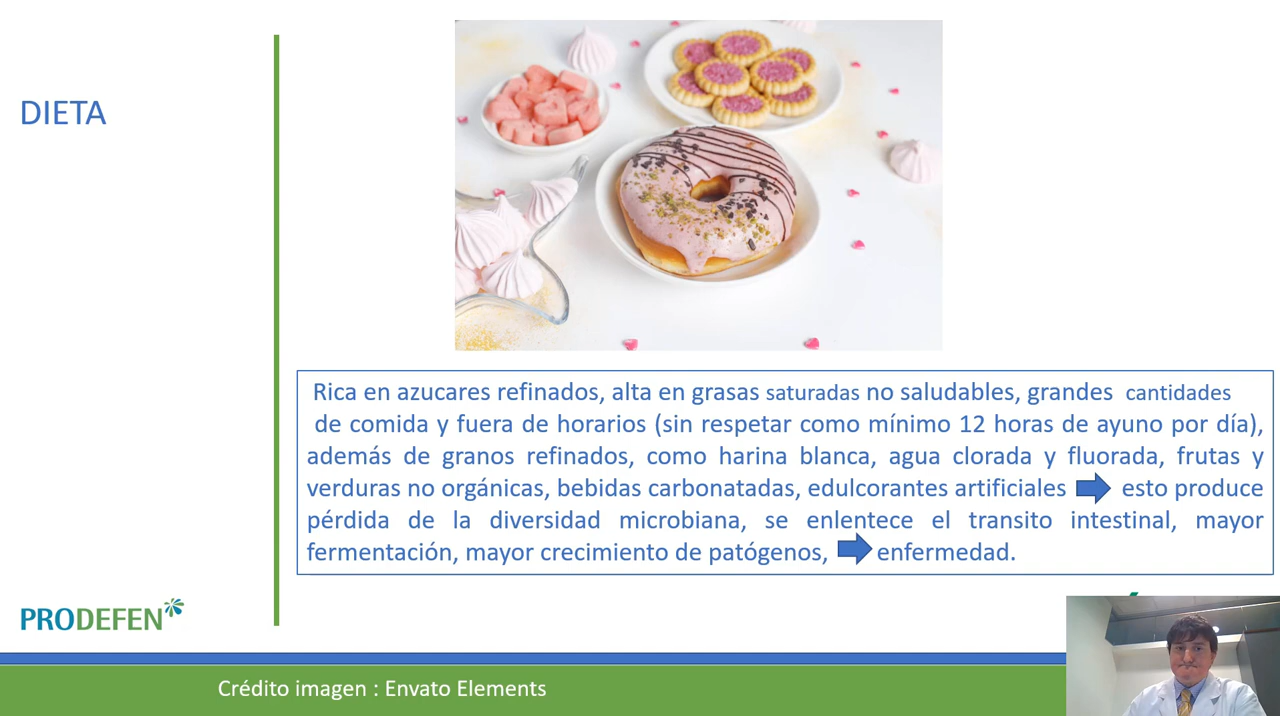 DIETA
Rica en azucares refinados, alta en grasas saturadas no saludables, grandes cantidades
de comida y fuera de horarios (sin respetar como mínimo 12 horas de ayuno por día),
además de granos refinados, como harina blanca, agua clorada y fluorada, frutas y
verduras no orgánicas, bebidas carbonatadas, edulcorantes artificiales esto produce
pérdida de la diversidad microbiana, se enlentece el transito intestinal, mayor
fermentación, mayor crecimiento de patógenos, enfermedad.
PRODEFEN
Crédito imagen : Envato Elements